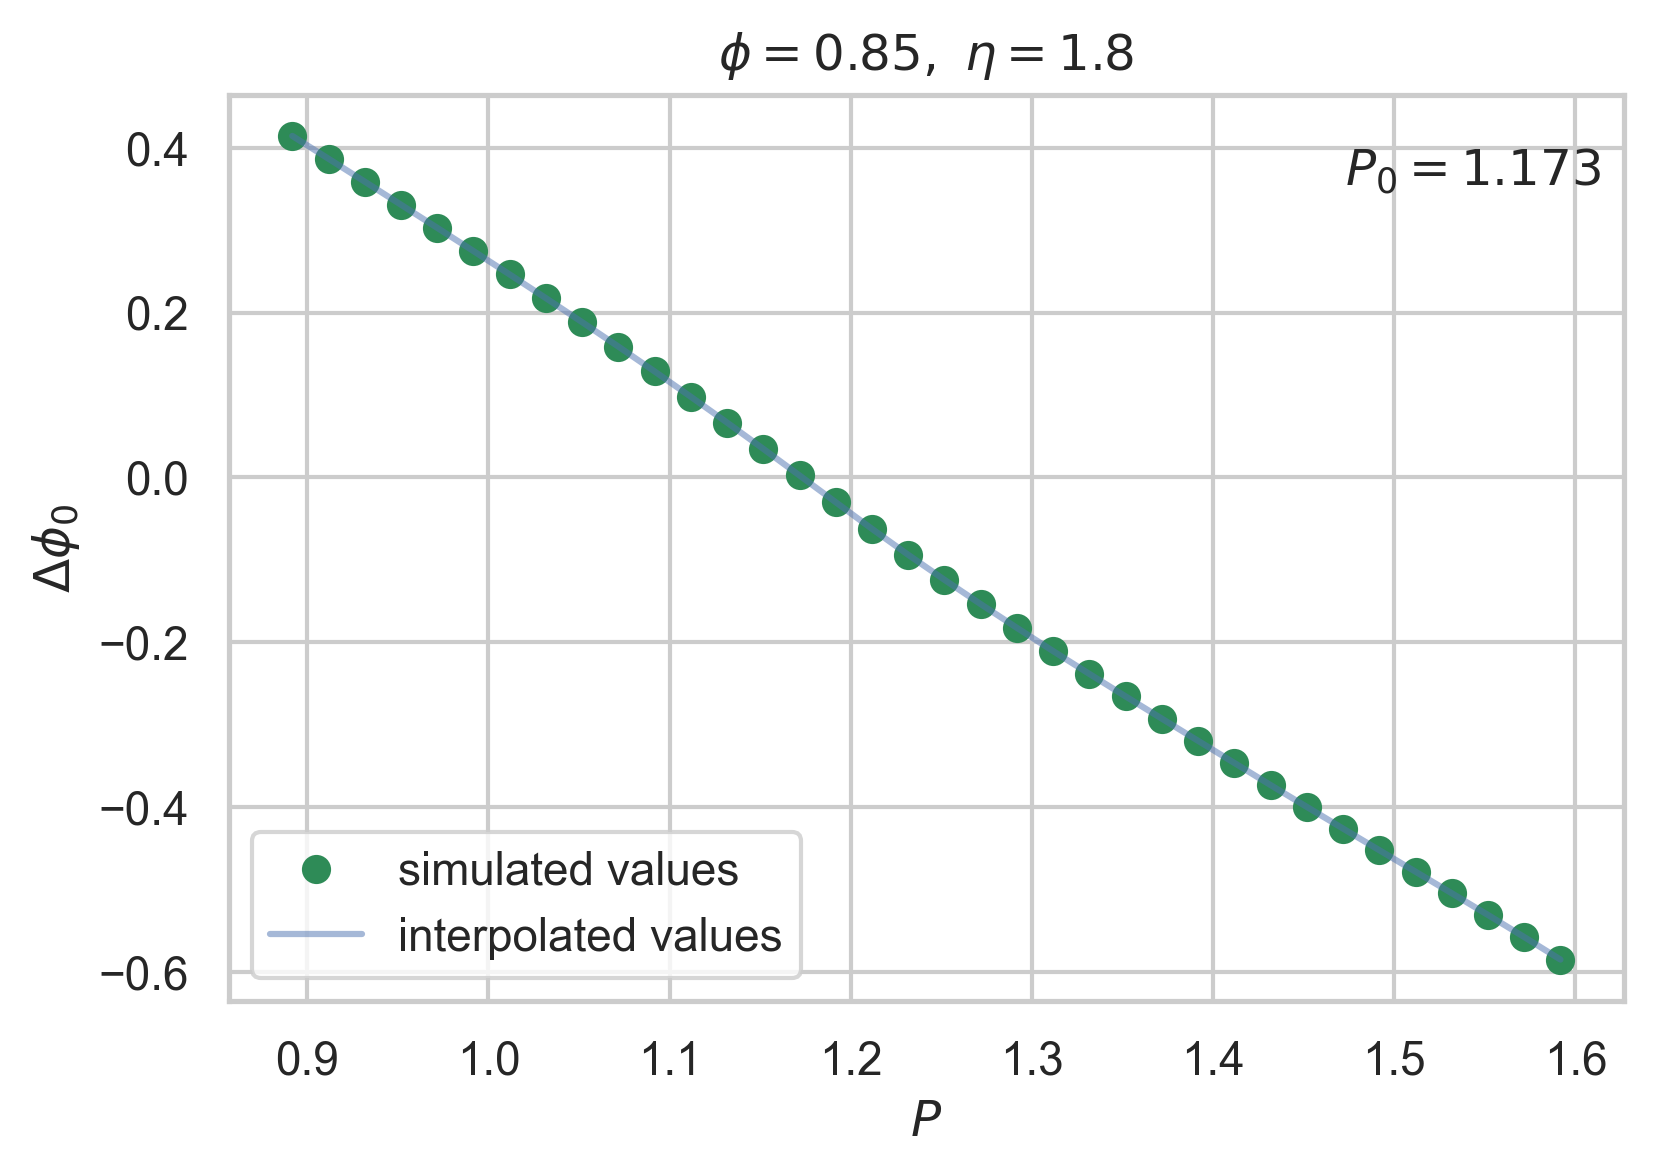 ϕ = 0.85, η = 1.8
P₀ = 1.173
Δϕ₀
0.4
0.2
0.0
−0.2
−0.4
−0.6
simulated values
interpolated values
0.9 1.0 1.1 1.2 1.3 1.4 1.5 1.6
P